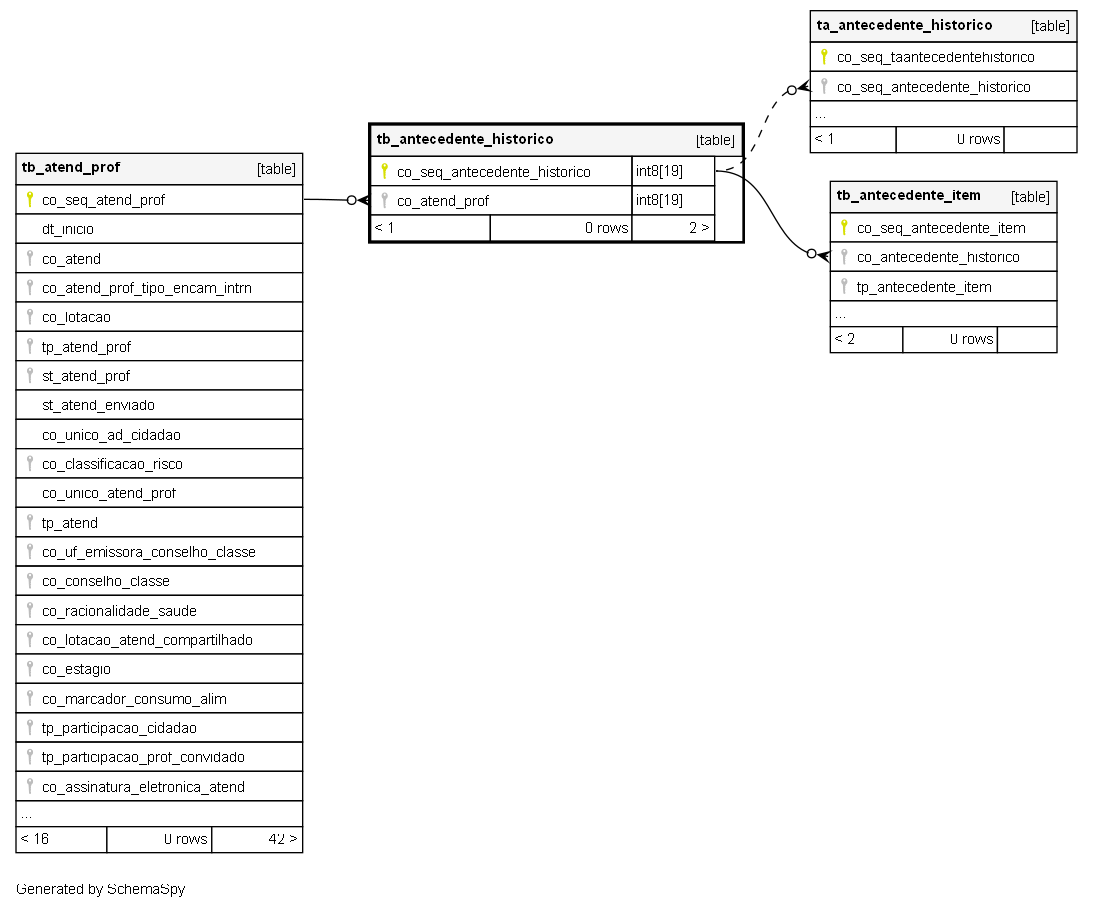 ta_antecedente_historico [table]
co_seq_taantecedentehistorico
co_seq_antecedente_historico
...
< 1 0 rows
tb_antecedente_historico [table]
co_seq_antecedente_historico int8[19]
co_atend_prof int8[19]
< 1 0 rows 2 >
tb_antecedente_item [table]
co_seq_antecedente_item
co_antecedente_historico
tp_antecedente_item
...
< 2 0 rows
tb_atend_prof [table]
co_seq_atend_prof
dt_inicio
co_atend
co_atend_prof_tipo_encam_intrn
co_lotacao
tp_atend_prof
st_atend_prof
st_atend_enviado
co_unico_ad_cidadao
co_classificacao_risco
co_unico_atend_prof
tp_atend
co_uf_emissora_conselho_classe
co_conselho_classe
co_racionalidade_saude
co_lotacao_atend_compartilhado
co_estagio
co_marcador_consumo_alim
tp_participacao_cidadao
tp_participacao_prof_convidado
co_assinatura_eletronica_atend
...
< 16 0 rows 42 >
Generated by SchemaSpy